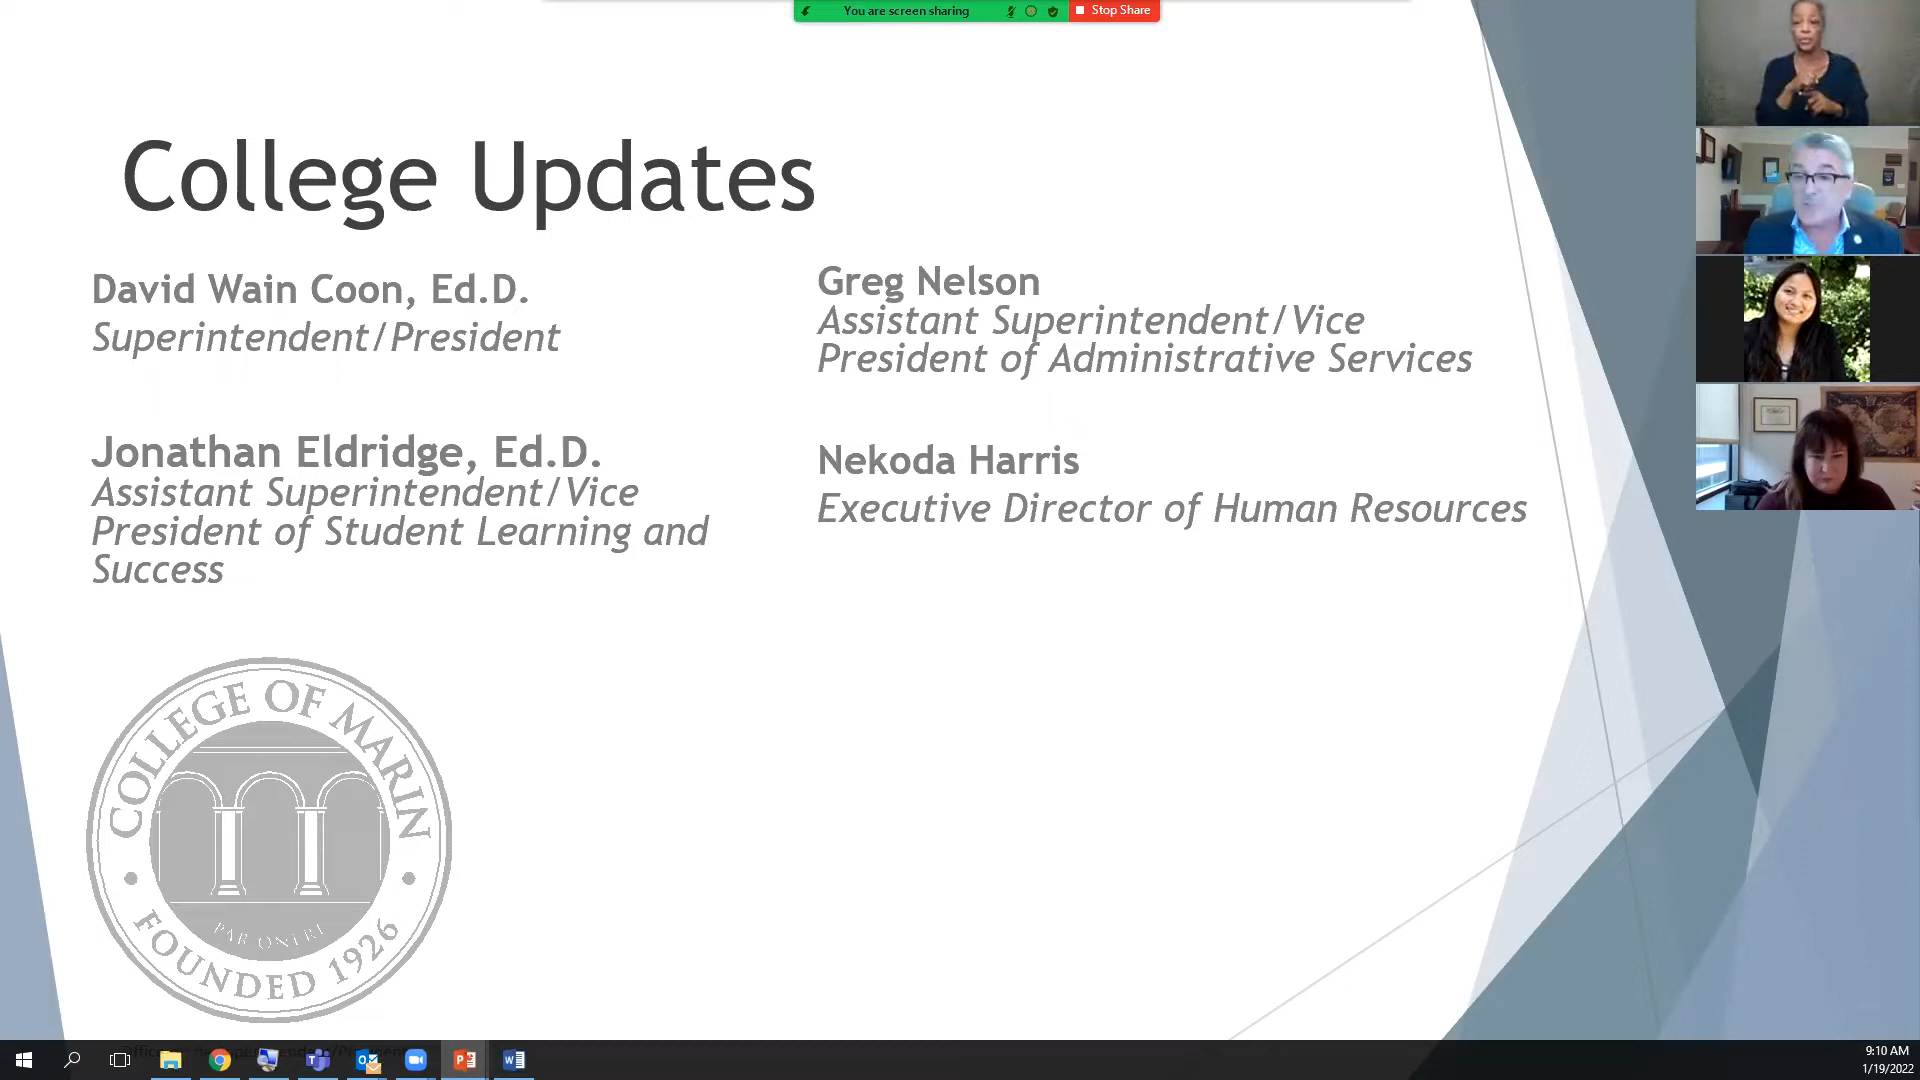 You are screen sharing
Stop Share
College Updates
David Wain Coon, Ed.D.
Superintendent/President
Jonathan Eldridge, Ed.D.
Assistant Superintendent/Vice
President of Student Learning and
Success
Greg Nelson
Assistant Superintendent/Vice
President of Administrative Services
Nekoda Harris
Executive Director of Human Resources
COLLEGE OF MARIN
PAR ONERI
FOUNDED 1926
9:10 AM
1/19/2022